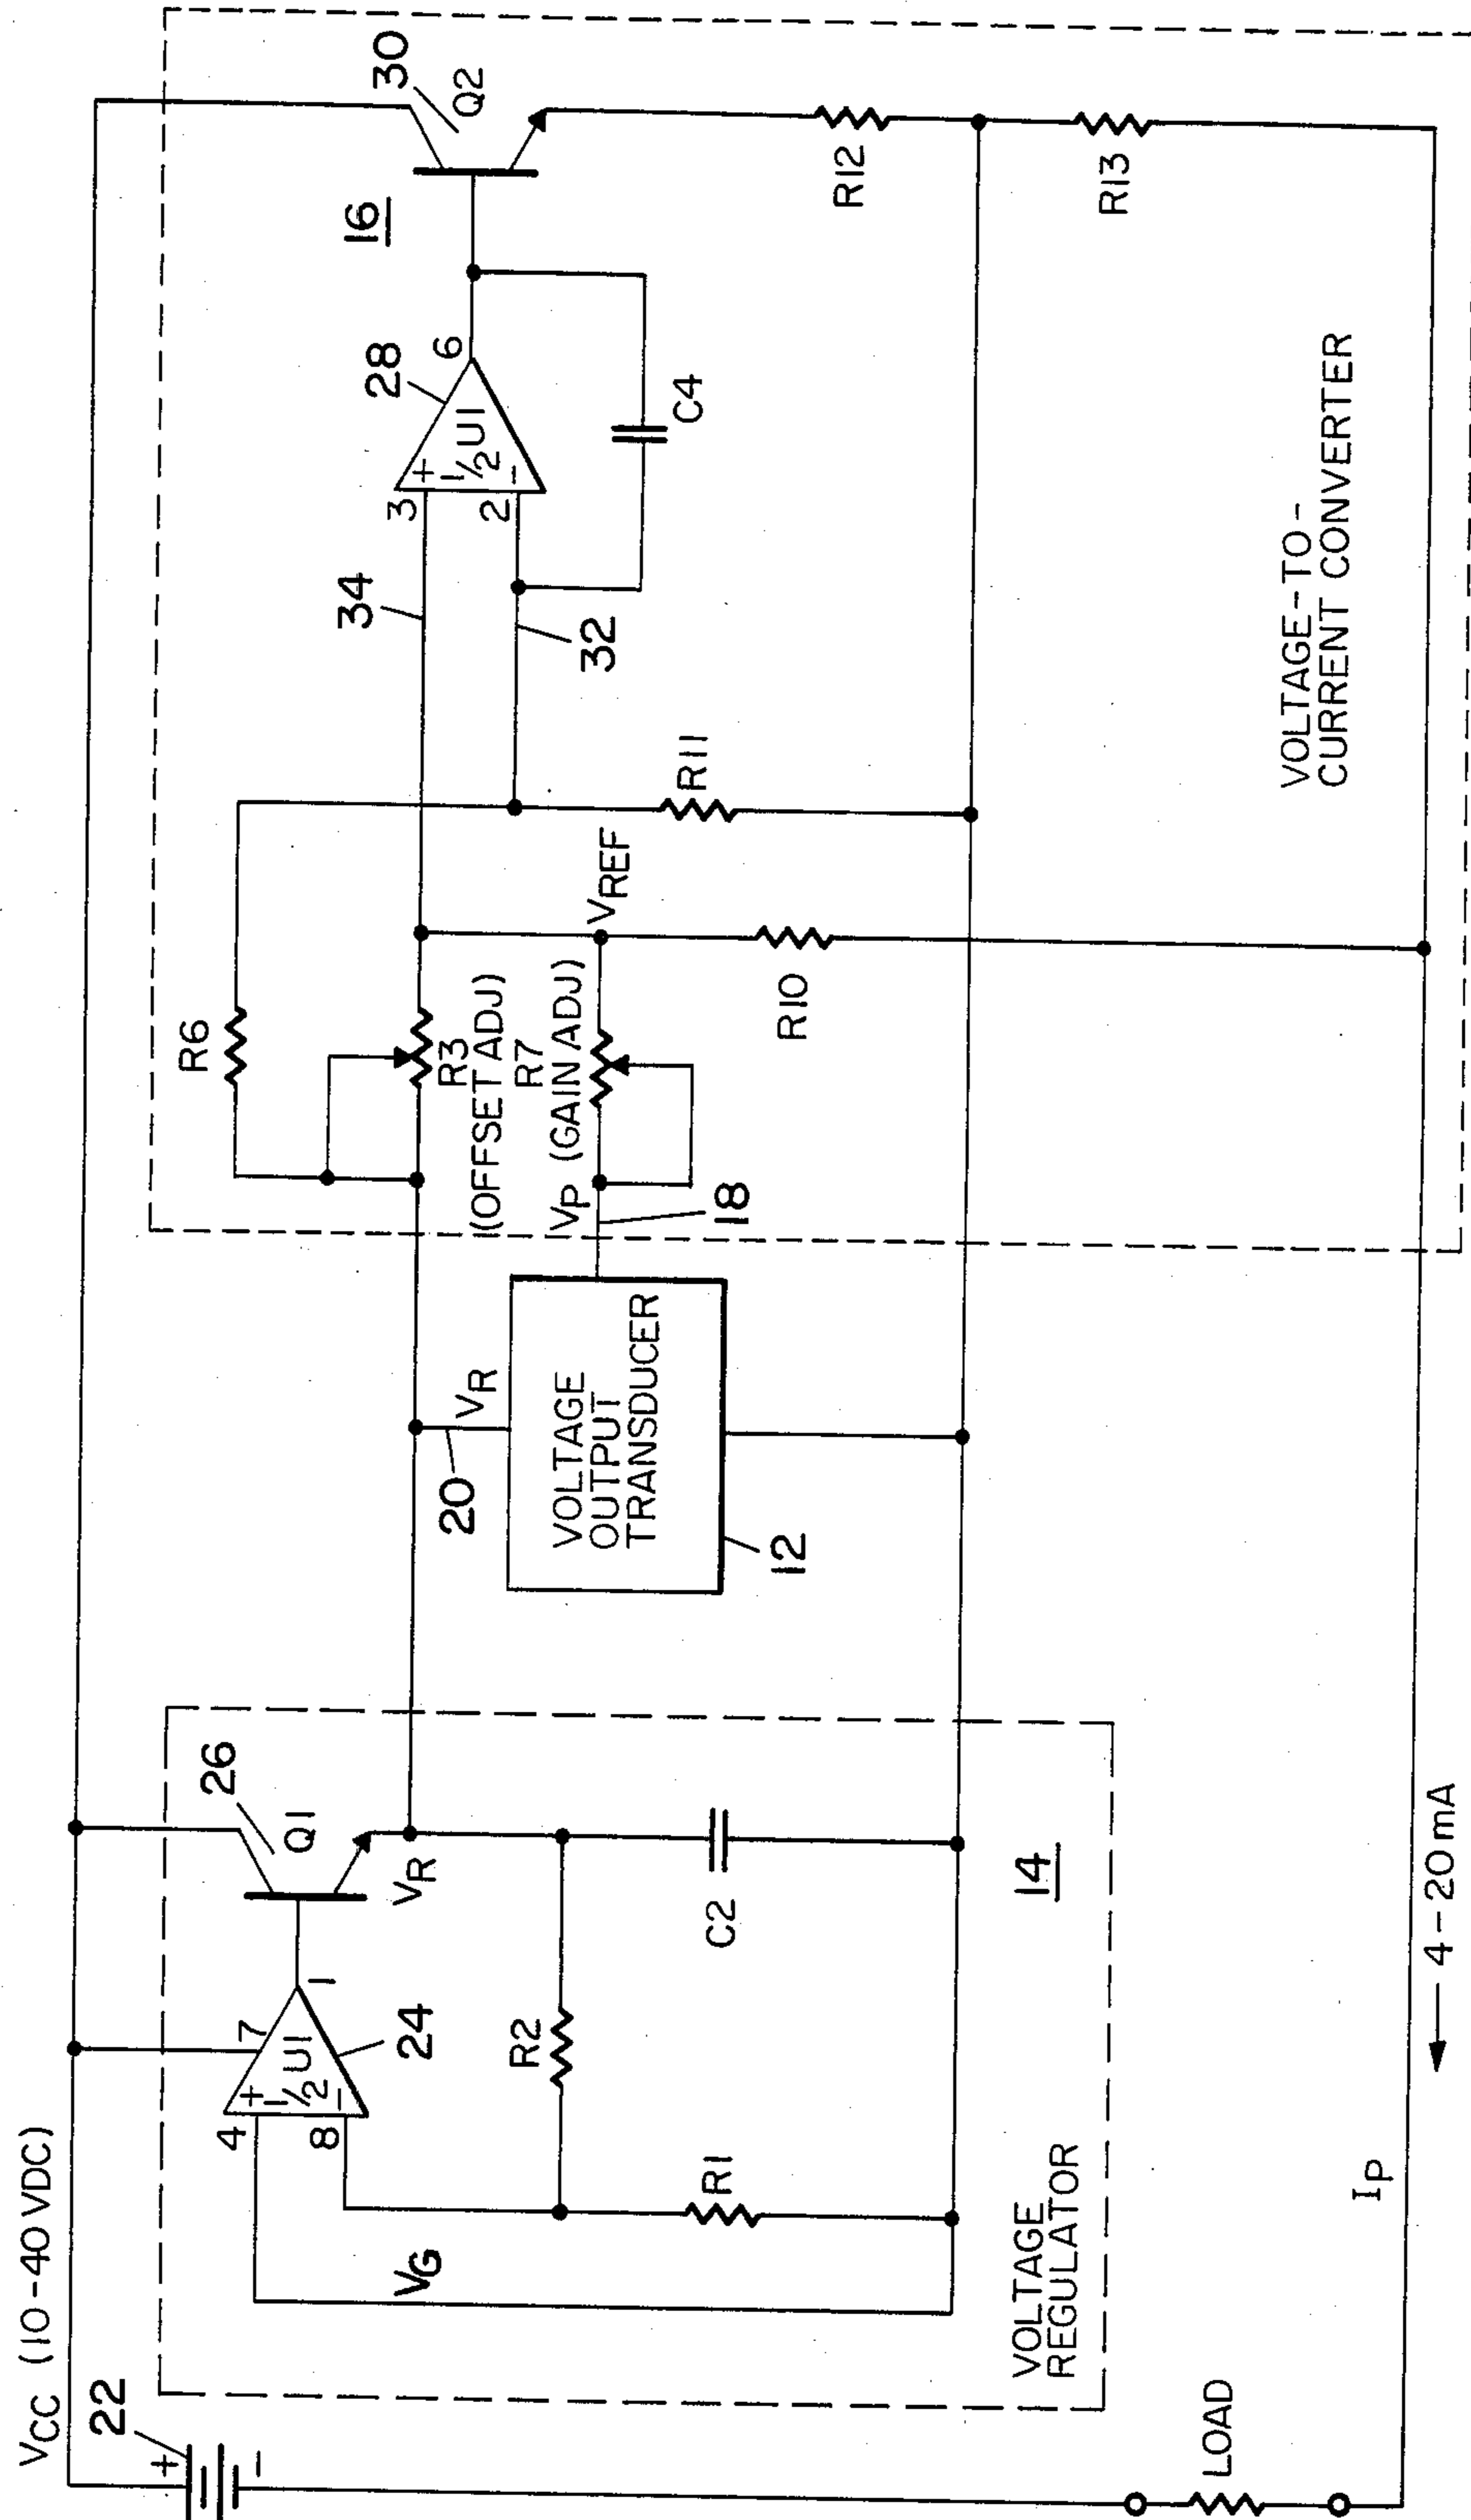 VCC (10-40 VDC)
22
+
-
26
Q1
7
4
+
1/2 U1
1
8
-
24
VR
VG
R2
R1
C2
14
VOLTAGE
REGULATOR
LOAD
IP
4-20mA
20
VR
VOLTAGE
OUTPUT
TRANSDUCER
12
R6
R3
(OFFSET ADJ)
R7
VP (GAIN ADJ)
18
VREF
R10
R11
34
32
3
+
1/2 U1
2
-
28
6
C4
16
30
Q2
R12
R13
VOLTAGE-TO-
CURRENT CONVERTER